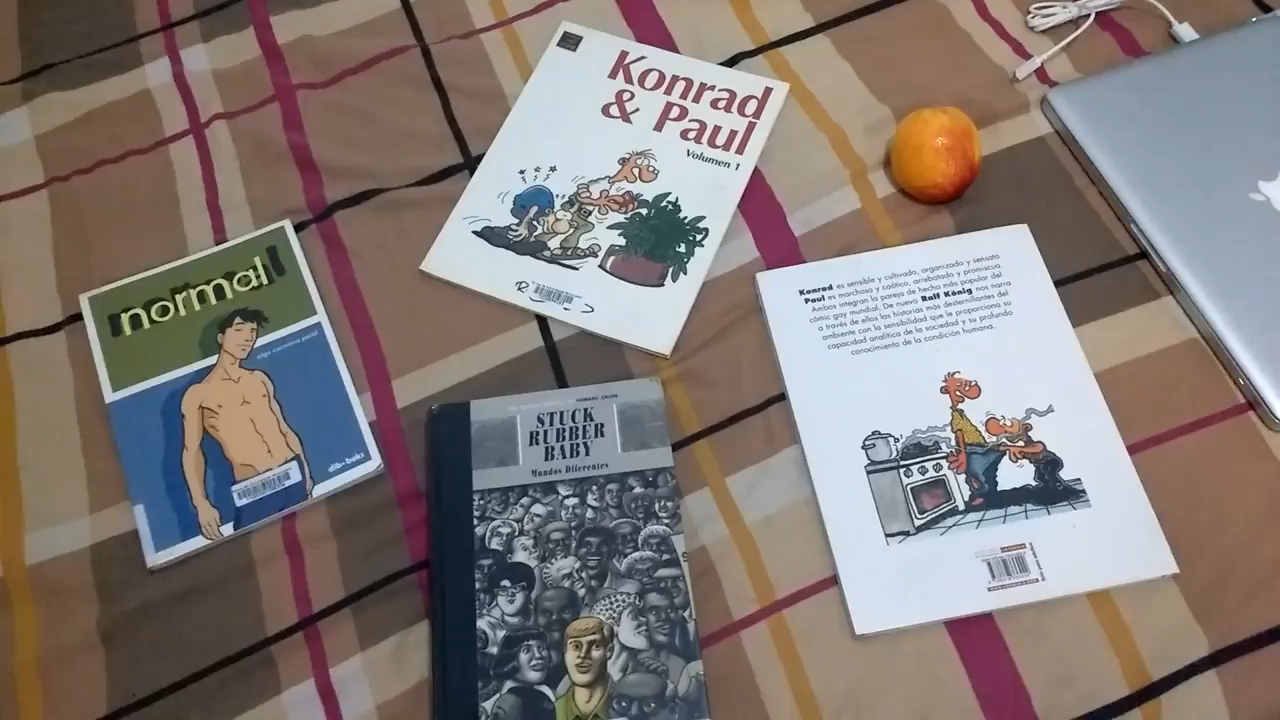 Konrad
& Paul
Volumen 1
normal
dib·buks
STUCK
RUBBER
BABY
Mundos Diferentes
HOWARD CRUSE
Konrad es sensible y cultivado, organizado y sensato
Paul es marchoso y caótico, arrebatado y promiscuo.
Ambos integran la pareja de hecho más popular del
cómic gay mundial. De nuevo Ralf König nos narra
a través de ellos las historias más desternillantes del
ambiente con la sensibilidad que le proporciona su
capacidad analítica de la sociedad y su profundo
conocimiento de la condición humana.